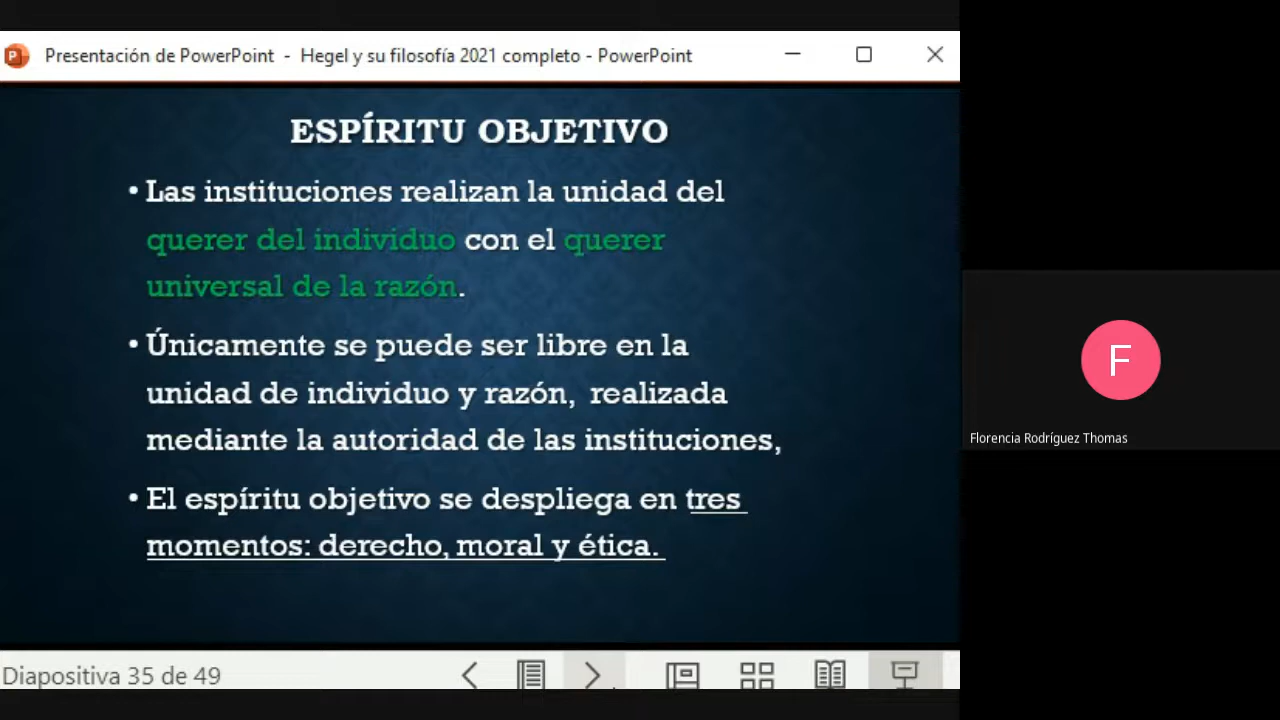 Presentación de PowerPoint - Hegel y su filosofía 2021 completo - PowerPoint
ESPÍRITU OBJETIVO
• Las instituciones realizan la unidad del
querer del individuo con el querer
universal de la razón.
• Únicamente se puede ser libre en la
unidad de individuo y razón, realizada
mediante la autoridad de las instituciones,
• El espíritu objetivo se despliega en tres
momentos: derecho, moral y ética.
F
Florencia Rodríguez Thomas
Diapositiva 35 de 49